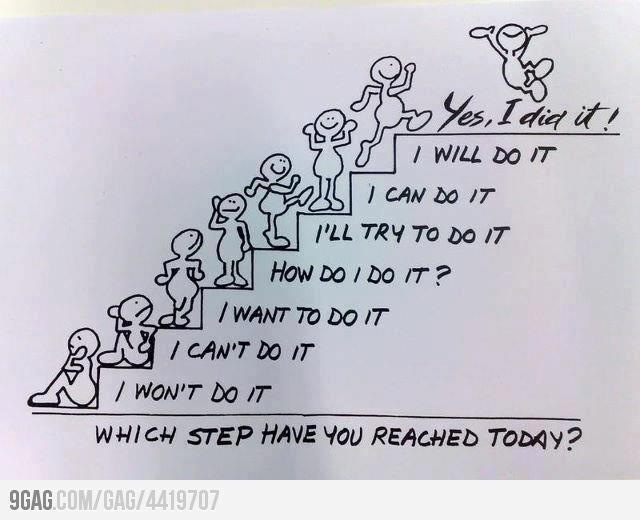 Yes, I did it!
I WILL DO IT
I CAN DO IT
I'LL TRY TO DO IT
HOW DO I DO IT?
I WANT TO DO IT
I CAN'T DO IT
I WON'T DO IT
WHICH STEP HAVE YOU REACHED TODAY?
9GAG.COM/GAG/4419707